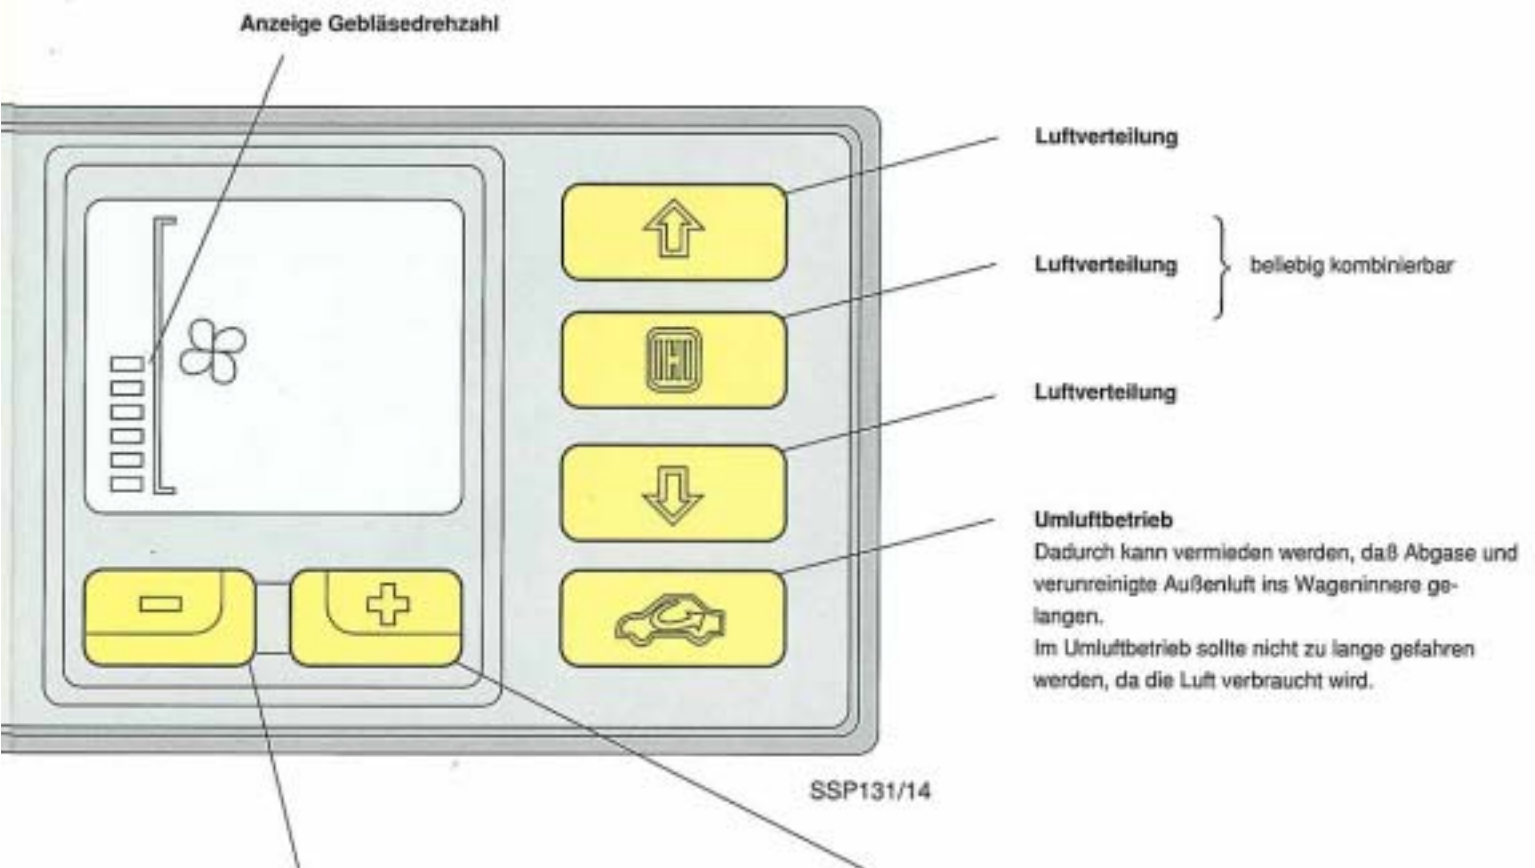 Anzeige Gebläsedrehzahl
Luftverteilung
Luftverteilung
beliebig kombinierbar
Luftverteilung
Umluftbetrieb
Dadurch kann vermieden werden, daß Abgase und
verunreinigte Außenluft ins Wageninnere ge-
langen.
Im Umluftbetrieb sollte nicht zu lange gefahren
werden, da die Luft verbraucht wird.
SSP131/14